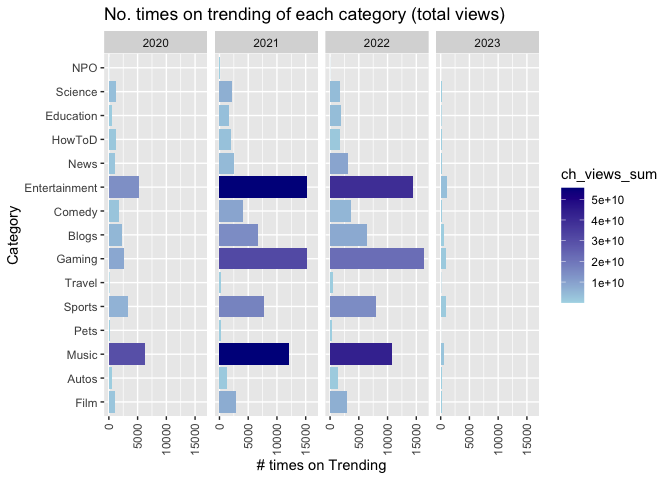 No. times on trending of each category (total views)
2020 2021 2022 2023
NPO
Science
Education
HowToD
News
Entertainment
Comedy
Blogs
Gaming
Travel
Sports
Pets
Music
Autos
Film
Category
0 5000 10000 15000 0 5000 10000 15000 0 5000 10000 15000 0 5000 10000 15000
# times on Trending
ch_views_sum
5e+10
4e+10
3e+10
2e+10
1e+10